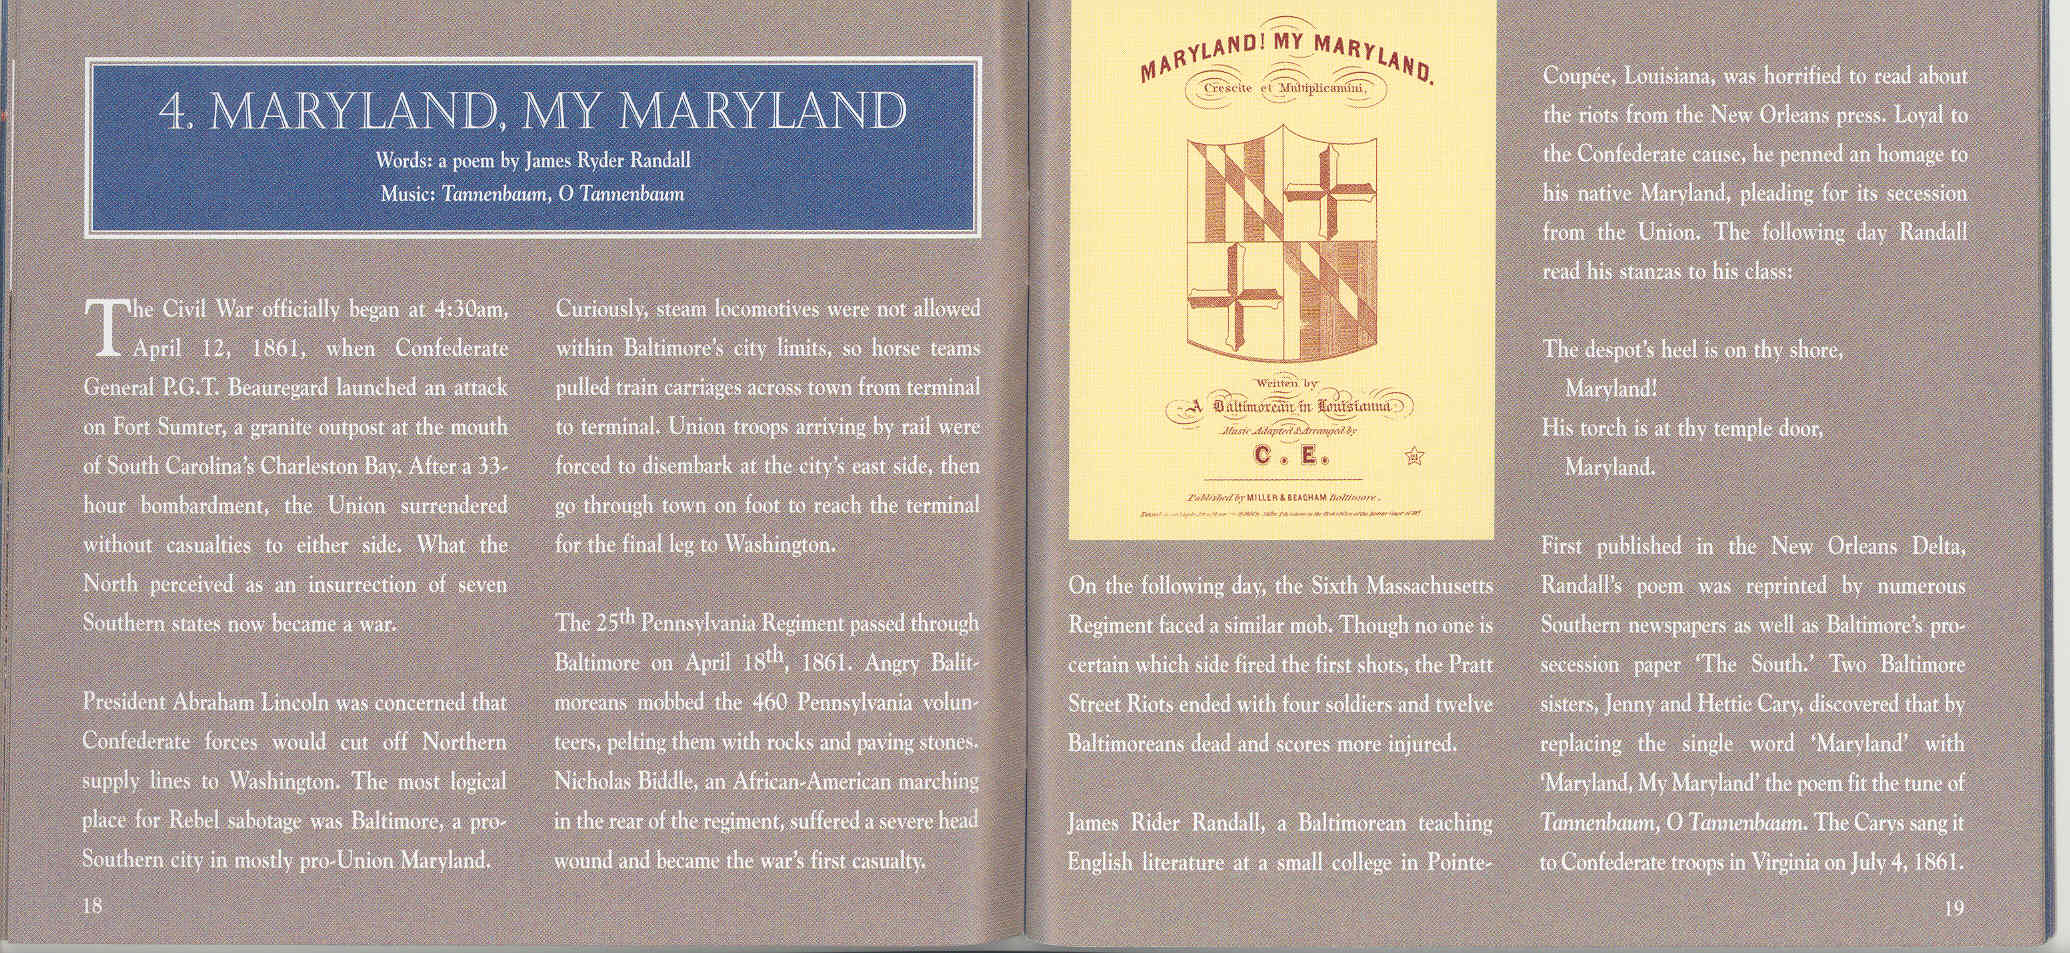 4. MARYLAND, MY MARYLAND
Words: a poem by James Ryder Randall
Music: Tannenbaum, O Tannenbaum
The Civil War officially began at 4:30am,
April 12, 1861, when Confederate
General P.G.T. Beauregard launched an attack
on Fort Sumter, a granite outpost at the mouth
of South Carolina's Charleston Bay. After a 33-
hour bombardment, the Union surrendered
without casualties to either side. What the
North perceived as an insurrection of seven
Southern states now became a war.
President Abraham Lincoln was concerned that
Confederate forces would cut off Northern
supply lines to Washington. The most logical
place for Rebel sabotage was Baltimore, a pro-
Southern city in mostly pro-Union Maryland.
18
Curiously, steam locomotives were not allowed
within Baltimore's city limits, so horse teams
pulled train carriages across town from terminal
to terminal. Union troops arriving by rail were
forced to disembark at the city's east side, then
go through town on foot to reach the terminal
for the final leg to Washington.
The 25th Pennsylvania Regiment passed through
Baltimore on April 18th, 1861. Angry Balit-
moreans mobbed the 460 Pennsylvania volun-
teers, pelting them with rocks and paving stones.
Nicholas Biddle, an African-American marching
in the rear of the regiment, suffered a severe head
wound and became the war's first casualty.
MARYLAND! MY MARYLAND.
Crescite et Multiplicamini,
Written by
A Baltimorean in Louisianna
Music Adapted & Arranged by
C. E.
Published by MILLER & BEACHAM Baltimore.
On the following day, the Sixth Massachusetts
Regiment faced a similar mob. Though no one is
certain which side fired the first shots, the Pratt
Street Riots ended with four soldiers and twelve
Baltimoreans dead and scores more injured.
James Rider Randall, a Baltimorean teaching
English literature at a small college in Pointe-
Coupée, Louisiana, was horrified to read about
the riots from the New Orleans press. Loyal to
the Confederate cause, he penned an homage to
his native Maryland, pleading for its secession
from the Union. The following day Randall
read his stanzas to his class:
The despot's heel is on thy shore,
Maryland!
His torch is at thy temple door,
Maryland.
First published in the New Orleans Delta,
Randall's poem was reprinted by numerous
Southern newspapers as well as Baltimore's pro-
secession paper 'The South.' Two Baltimore
sisters, Jenny and Hettie Cary, discovered that by
replacing the single word 'Maryland' with
'Maryland, My Maryland' the poem fit the tune of
Tannenbaum, O Tannenbaum. The Carys sang it
to Confederate troops in Virginia on July 4, 1861.
19